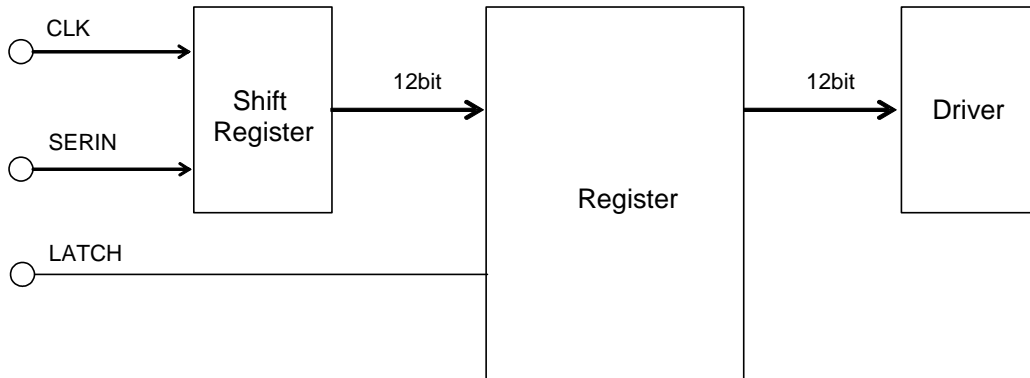 CLK
12bit
12bit
Shift
Register
Driver
SERIN
Register
LATCH